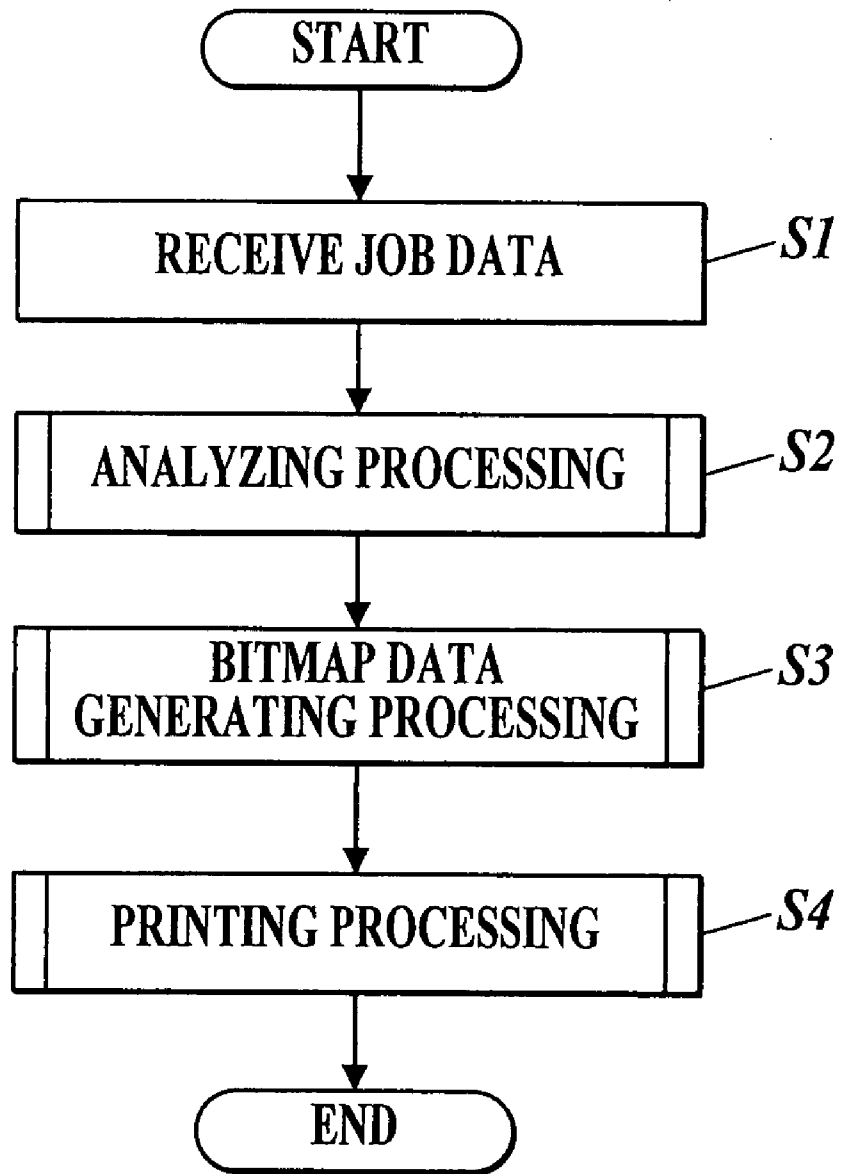 START
RECEIVE JOB DATA
S1
ANALYZING PROCESSING
S2
BITMAP DATA
GENERATING PROCESSING
S3
PRINTING PROCESSING
S4
END